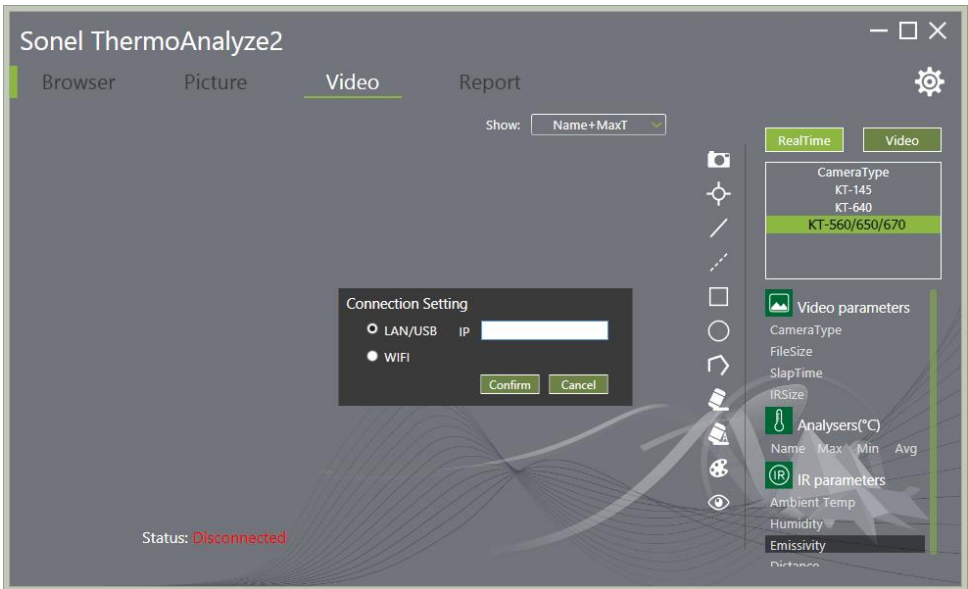 Sonel ThermoAnalyze2
Browser Picture Video Report
Show: Name+MaxT
RealTime Video
CameraType
KT-145
KT-640
KT-560/650/670
Connection Setting
LAN/USB IP
WIFI
Confirm Cancel
Video parameters
CameraType
FileSize
SlapTime
IRSize
Analysers(°C)
Name Max Min Avg
IR IR parameters
Ambient Temp
Humidity
Emissivity
Distance
Status: Disconnected